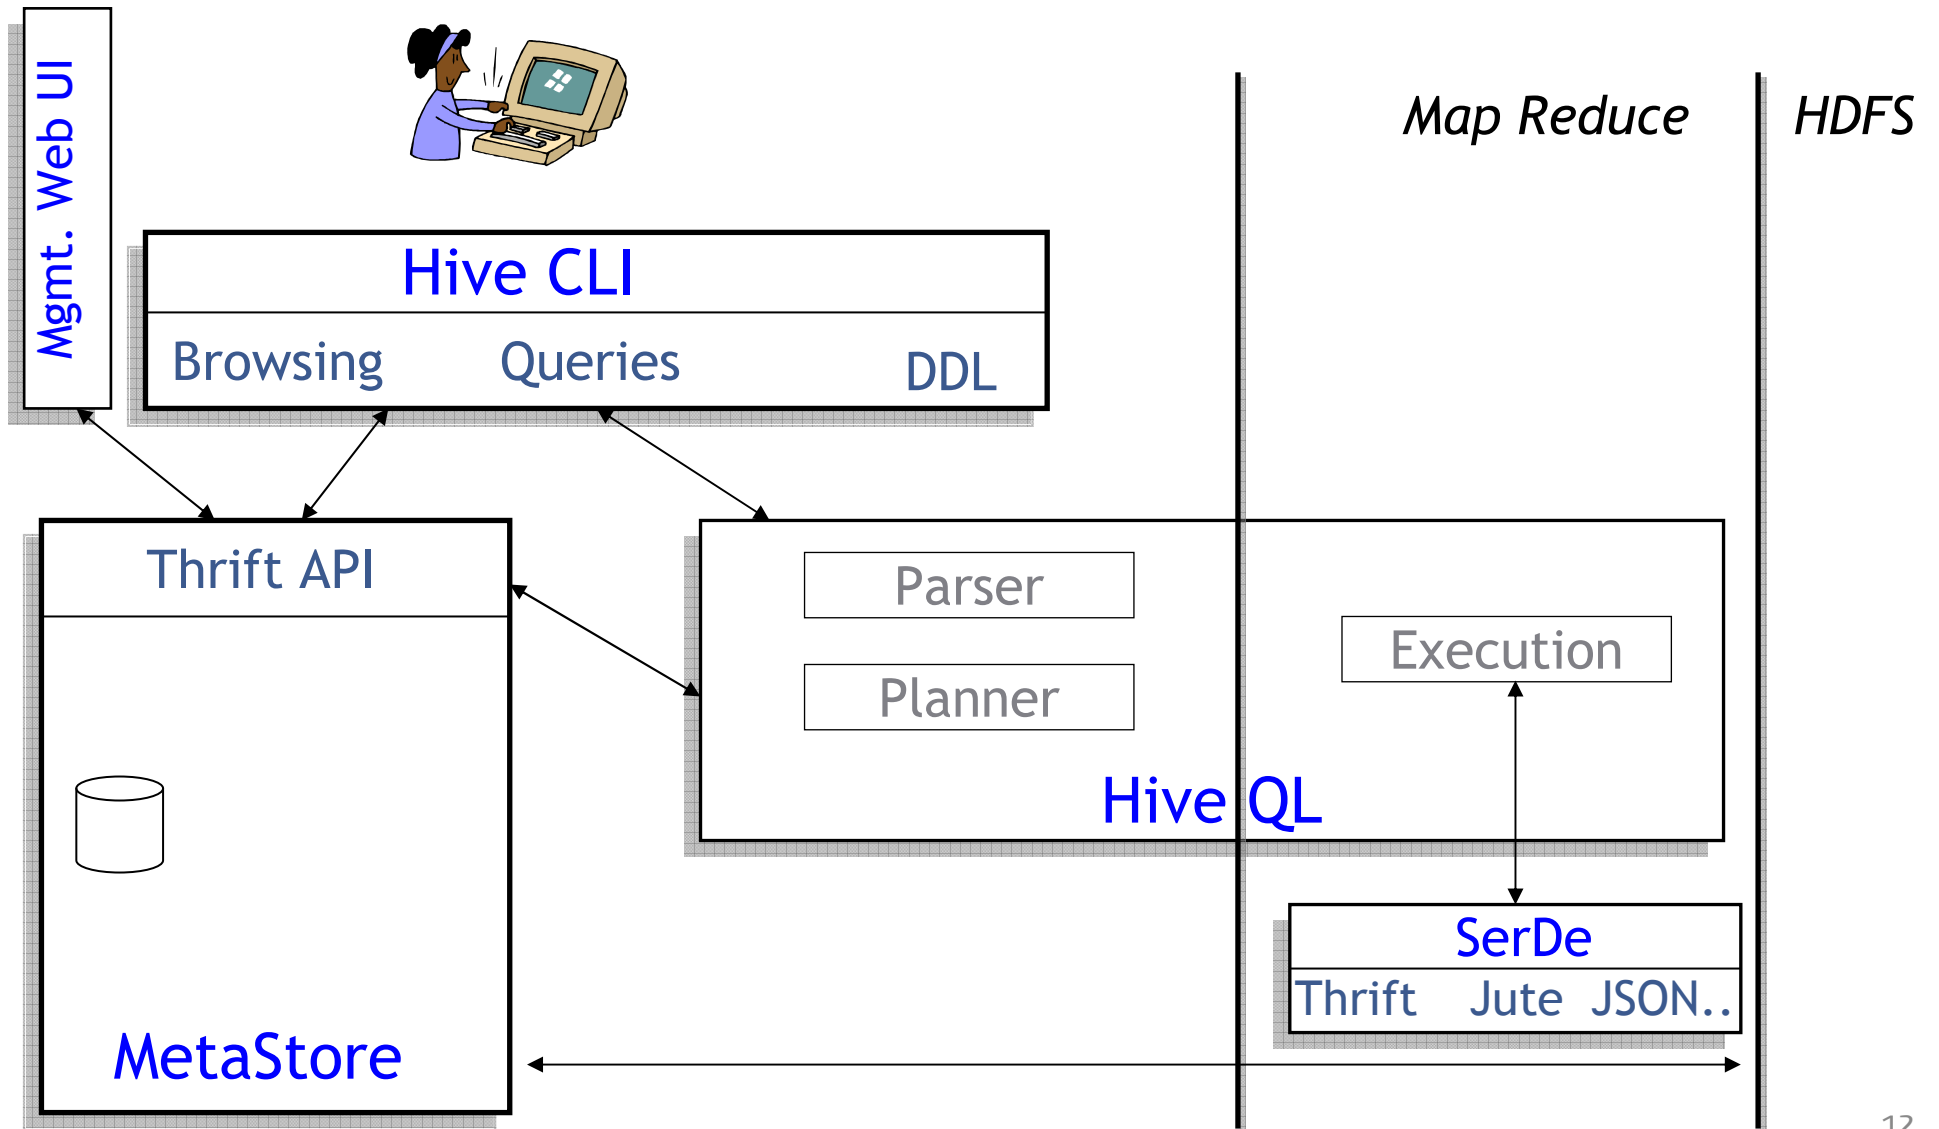 Mgmt. Web UI
Map Reduce
HDFS
Hive CLI
Browsing Queries DDL
Thrift API
Parser
Execution
Planner
Hive QL
SerDe
Thrift Jute JSON..
MetaStore
12